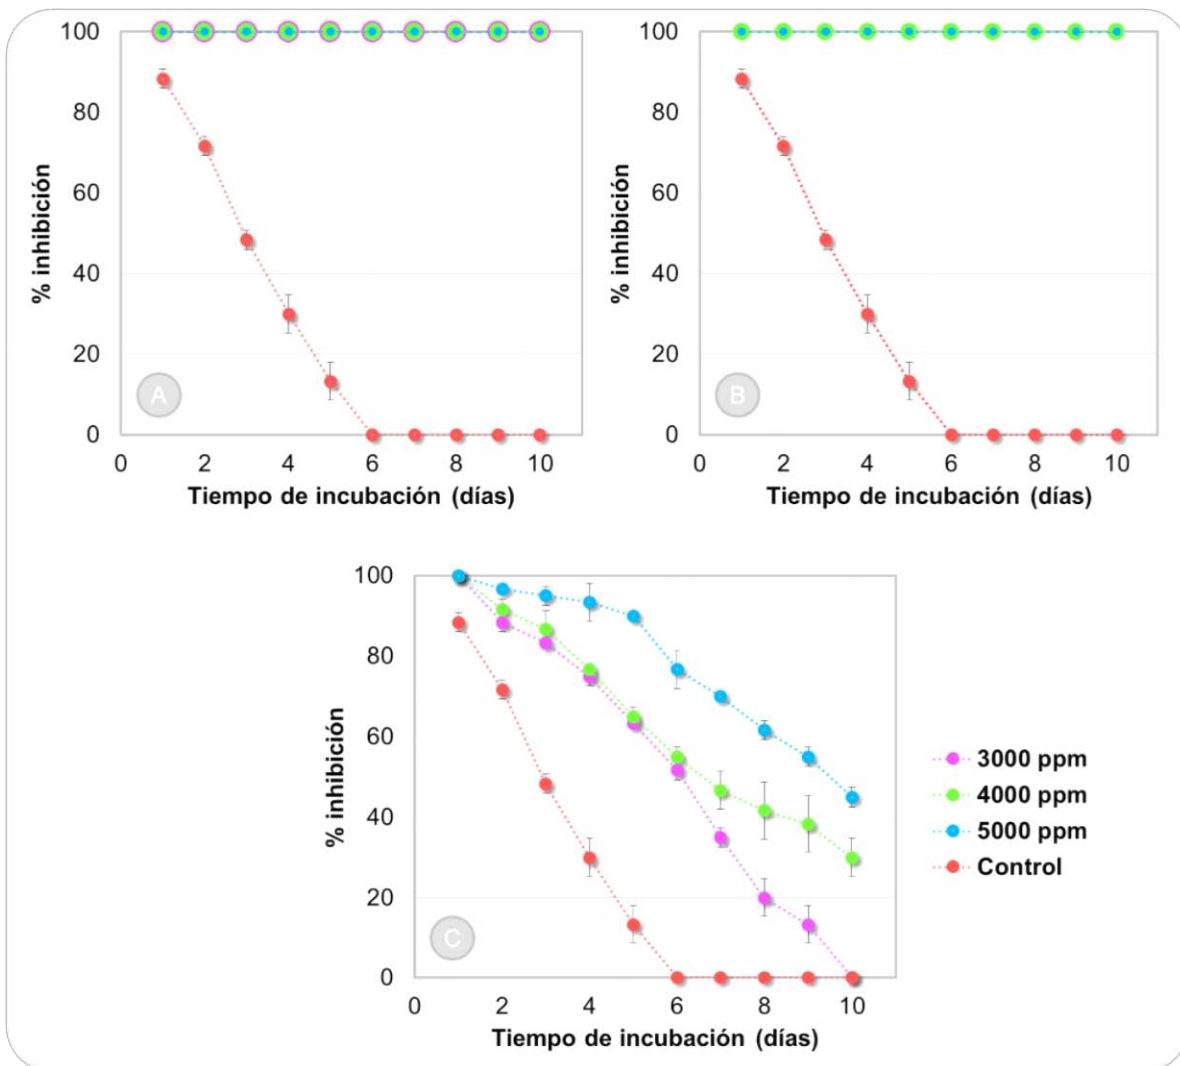 100
80
60
40
20
0
% inhibición
A
0 2 4 6 8 10
Tiempo de incubación (días)
100
80
60
40
20
0
% inhibición
B
0 2 4 6 8 10
Tiempo de incubación (días)
100
80
60
40
20
0
% inhibición
C
0 2 4 6 8 10
Tiempo de incubación (días)
3000 ppm
4000 ppm
5000 ppm
Control